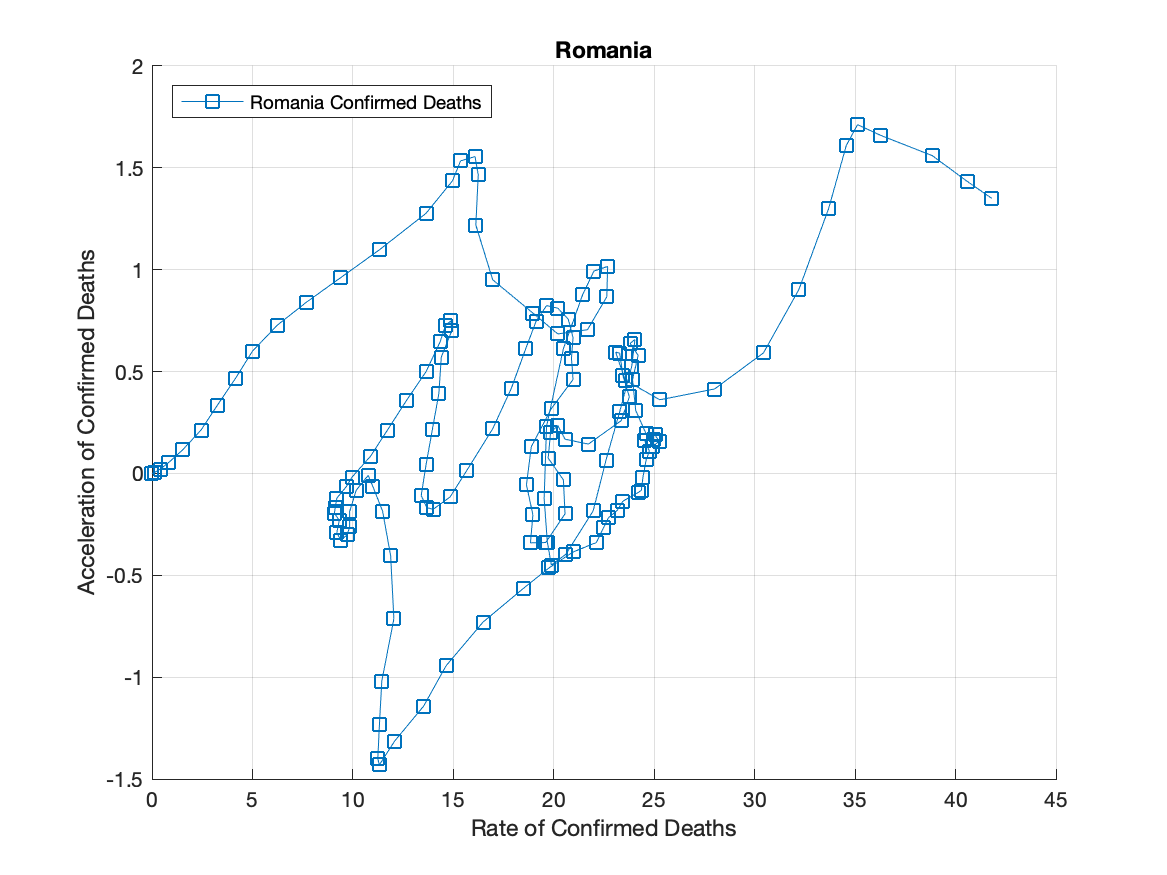 Romania
Romania Confirmed Deaths
2
1.5
1
0.5
0
-0.5
-1
-1.5
Acceleration of Confirmed Deaths
0 5 10 15 20 25 30 35 40 45
Rate of Confirmed Deaths